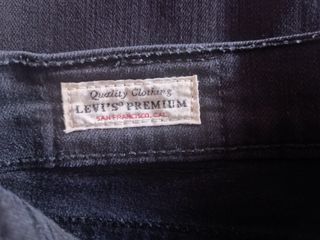 Quality Clothing
LEVI'S® PREMIUM
SAN FRANCISCO, CAL.